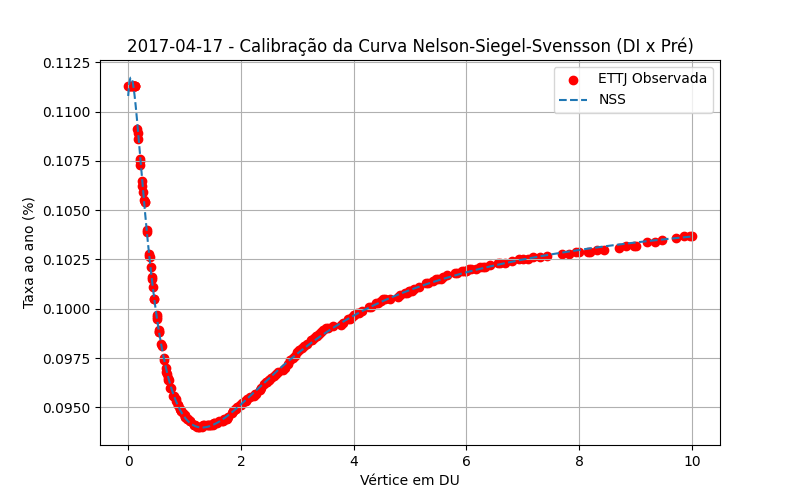 2017-04-17 - Calibração da Curva Nelson-Siegel-Svensson (DI x Pré)
0.1125
0.1100
0.1075
0.1050
0.1025
0.1000
0.0975
0.0950
Taxa ao ano (%)
ETTJ Observada
NSS
0 2 4 6 8 10
Vértice em DU